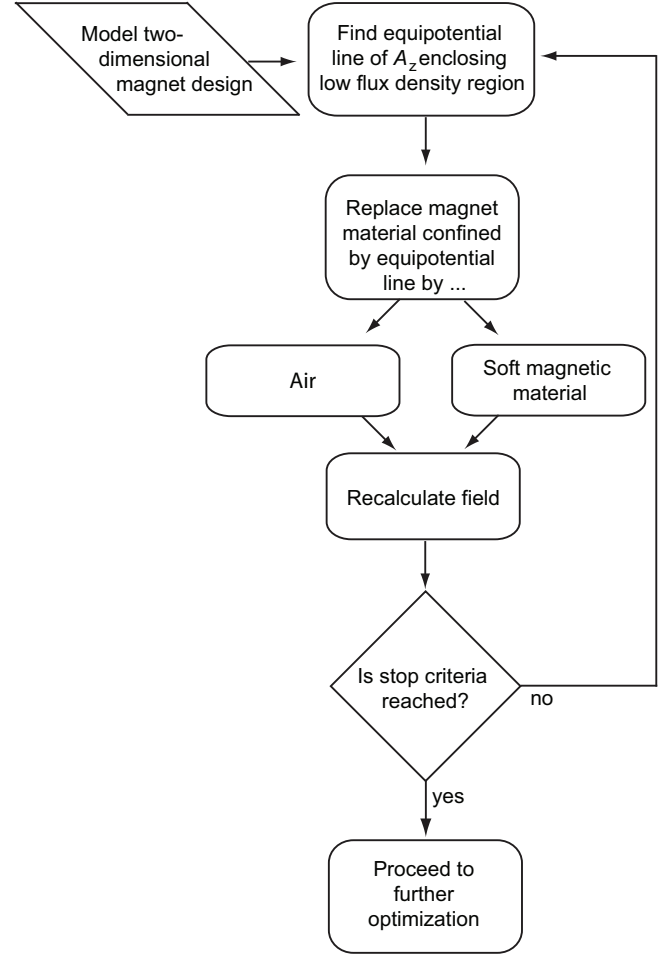 Model two-
dimensional
magnet design
Find equipotential
line of A_z enclosing
low flux density region
Replace magnet
material confined
by equipotential
line by ...
Air
Soft magnetic
material
Recalculate field
Is stop criteria
reached?
no
yes
Proceed to
further
optimization